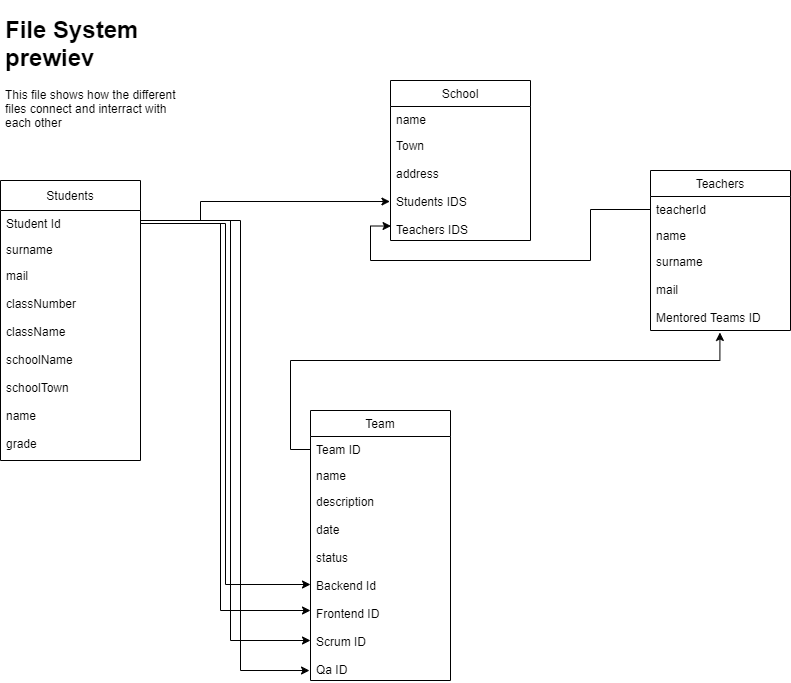 File System
prewiev
This file shows how the different
files connect and interract with
each other
Students
Student Id
surname
mail
classNumber
className
schoolName
schoolTown
name
grade
School
name
Town
address
Students IDS
Teachers IDS
Teachers
teacherId
name
surname
mail
Mentored Teams ID
Team
Team ID
name
description
date
status
Backend Id
Frontend ID
Scrum ID
Qa ID